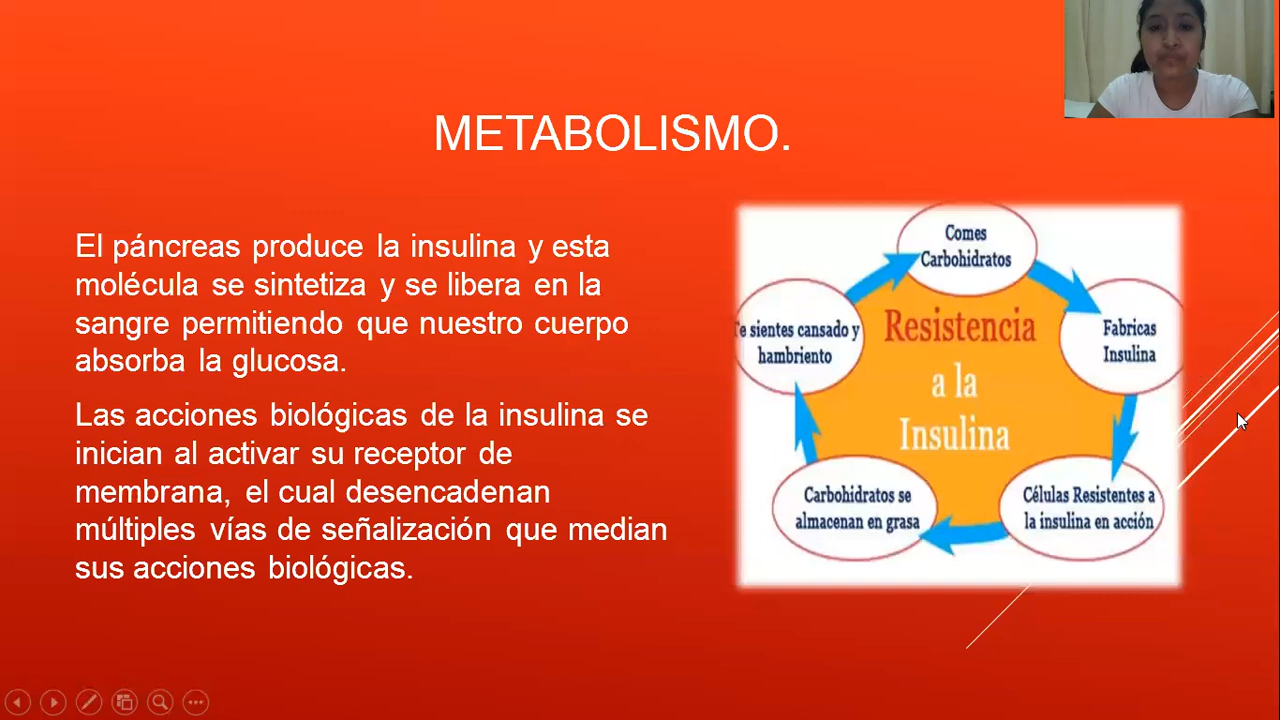 METABOLISMO.
El páncreas produce la insulina y esta
molécula se sintetiza y se libera en la
sangre permitiendo que nuestro cuerpo
absorba la glucosa.
Las acciones biológicas de la insulina se
inician al activar su receptor de
membrana, el cual desencadenan
múltiples vías de señalización que median
sus acciones biológicas.
Comes
Carbohidratos
Fabricas
Insulina
Células Resistentes a
la insulina en acción
Carbohidratos se
almacenan en grasa
Te sientes cansado y
hambriento
Resistencia
a la
Insulina